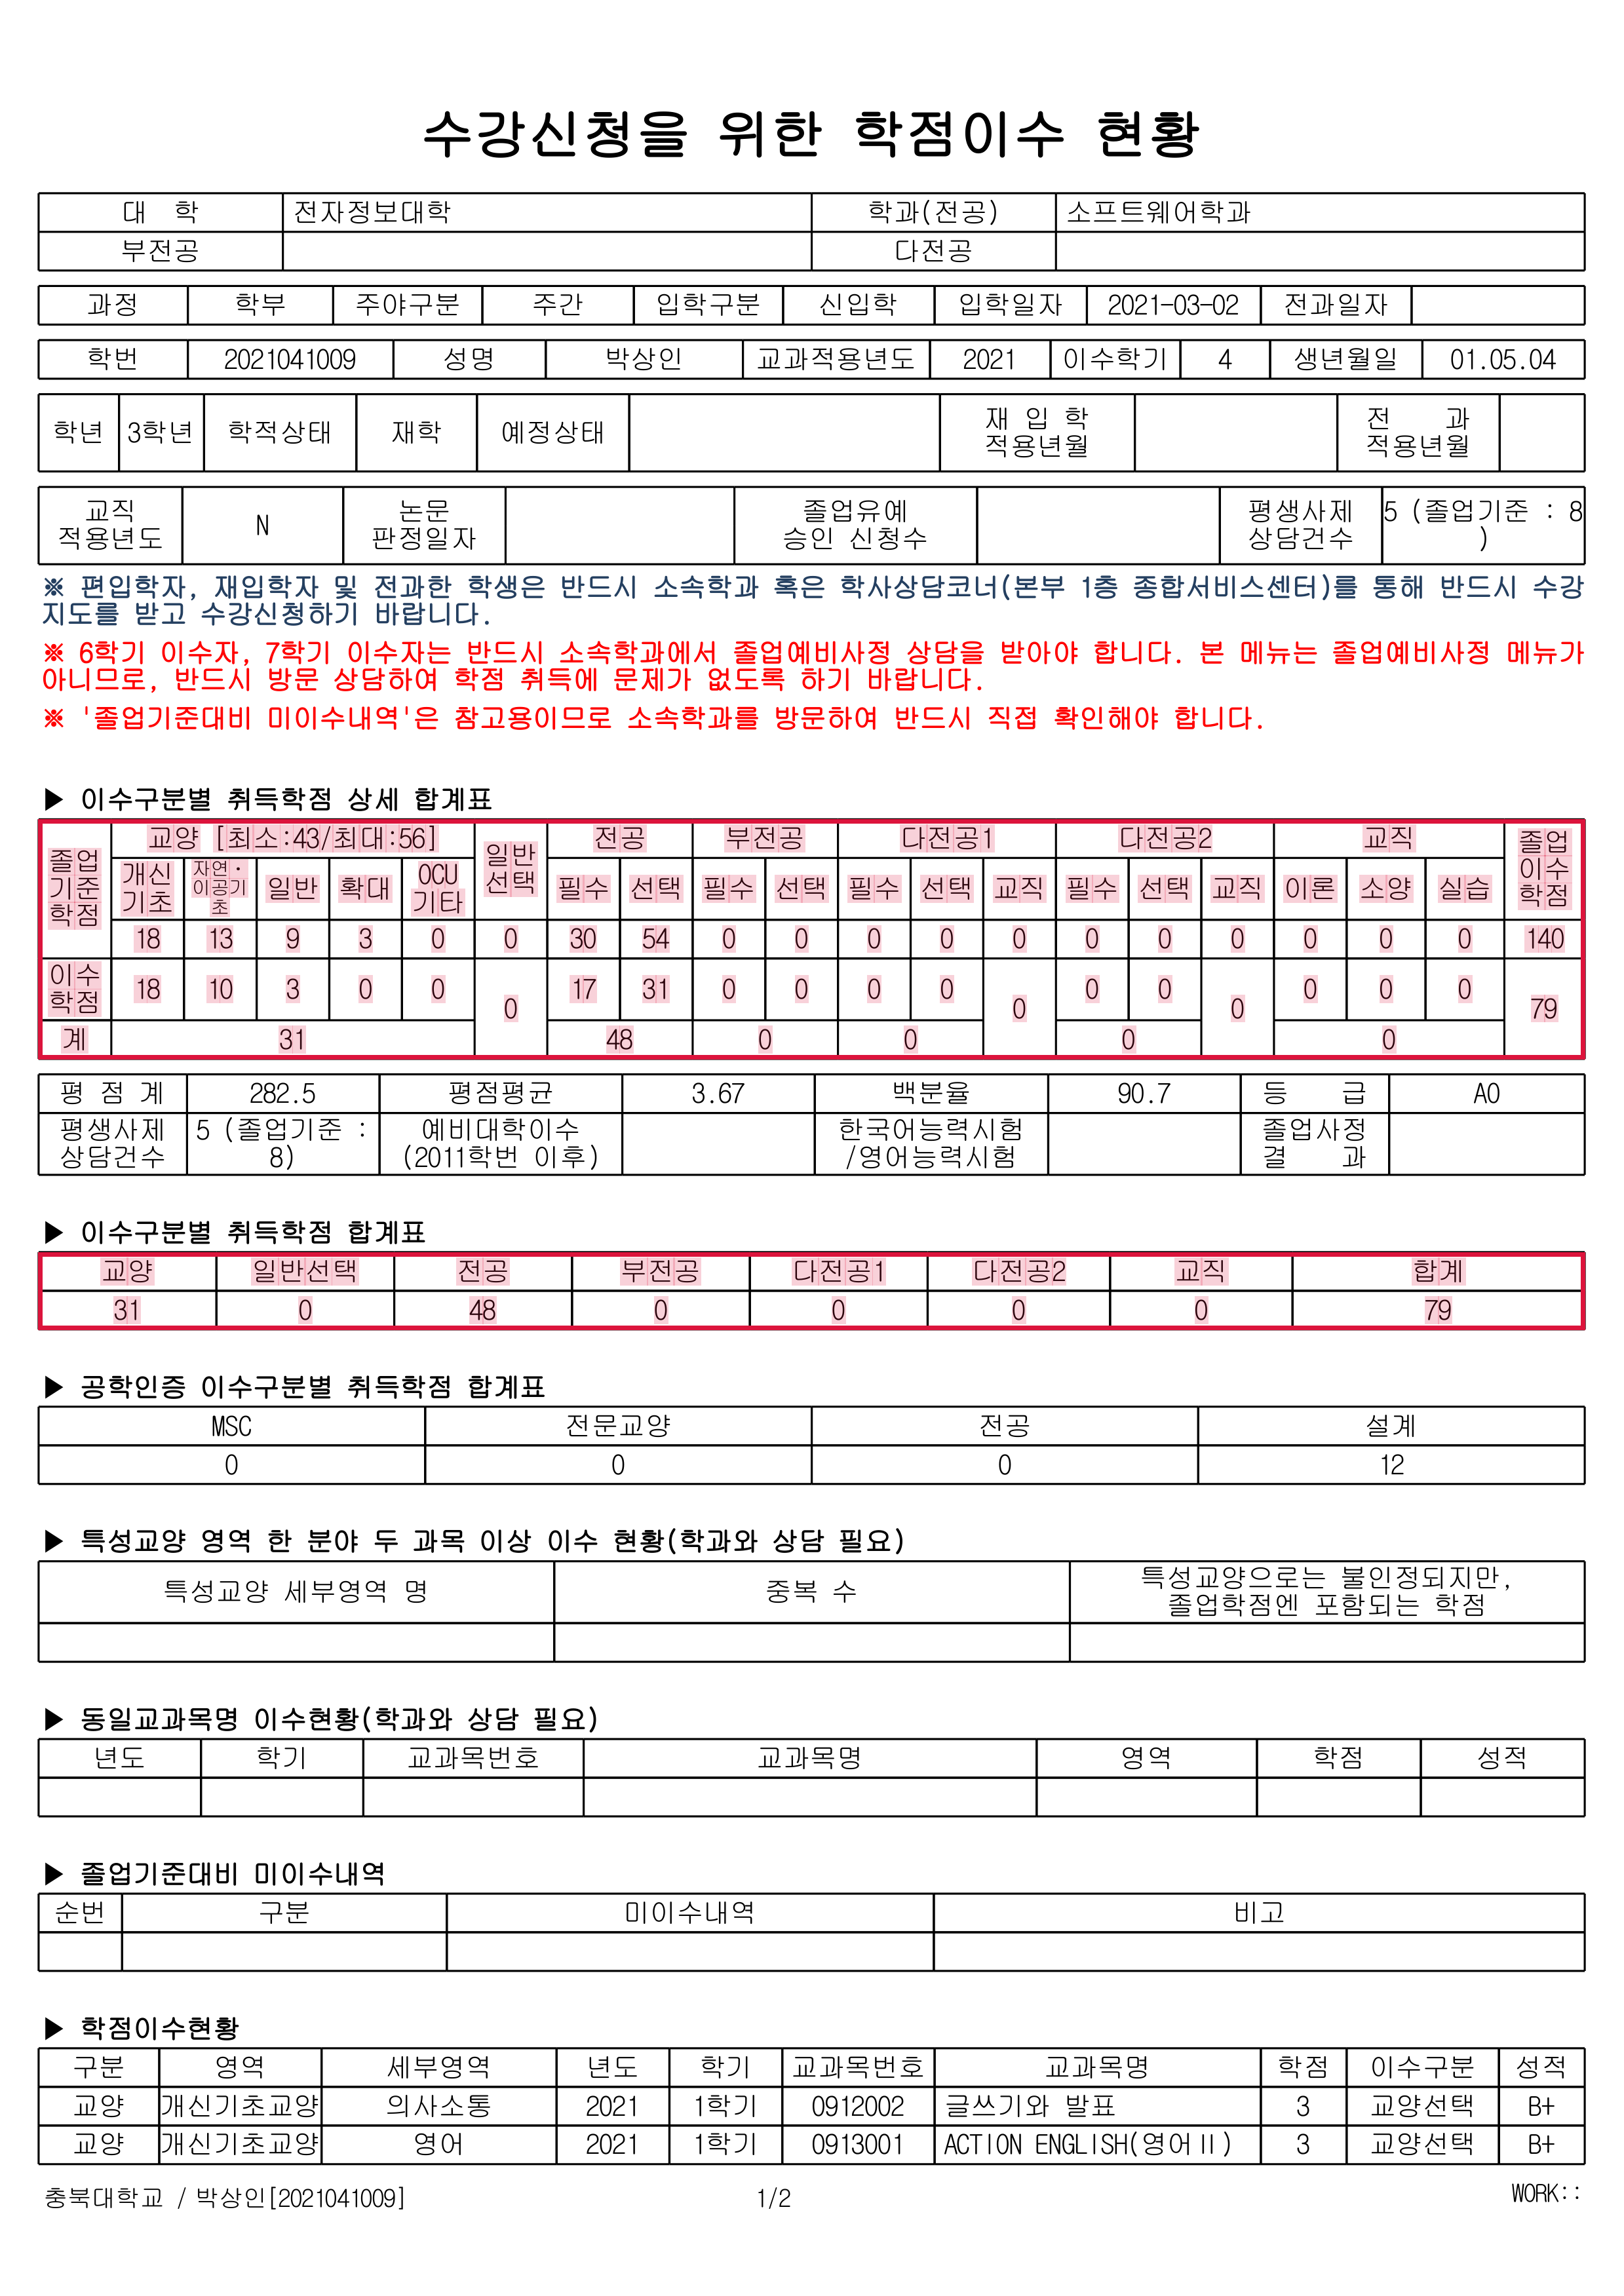 수강신청을 위한 학점이수 현황
대 학 전자정보대학 학과(전공) 소프트웨어학과
부전공 다전공
과정 학부 주야구분 주간 입학구분 신입학 입학일자 2021-03-02 전과일자
학번 2021041009 성명 박상인 교과적용년도 2021 이수학기 4 생년월일 01.05.04
학년 3학년 학적상태 재학 예정상태 재 입 학 적용년월 전 과 적용년월
교직 적용년도 N 논문 판정일자 졸업유예 승인 신청수 평생사제 상담건수 5 (졸업기준 : 8 )
※ 편입학자, 재입학자 및 전과한 학생은 반드시 소속학과 혹은 학사상담코너(본부 1층 종합서비스센터)를 통해 반드시 수강
지도를 받고 수강신청하기 바랍니다.
※ 6학기 이수자, 7학기 이수자는 반드시 소속학과에서 졸업예비사정 상담을 받아야 합니다. 본 메뉴는 졸업예비사정 메뉴가
아니므로, 반드시 방문 상담하여 학점 취득에 문제가 없도록 하기 바랍니다.
※ '졸업기준대비 미이수내역'은 참고용이므로 소속학과를 방문하여 반드시 직접 확인해야 합니다.
▶ 이수구분별 취득학점 상세 합계표
졸업 기준 학점 교양 [최소:43/최대:56] 일반 선택 전공 부전공 다전공1 다전공2 교직 졸업 이수 학점
개신 기초 자연· 이공기 초 일반 확대 OCU 기타 필수 선택 필수 선택 필수 선택 교직 필수 선택 교직 이론 소양 실습
18 13 9 3 0 0 30 54 0 0 0 0 0 0 0 0 0 0 0 140
이수 학점 18 10 3 0 0 0 17 31 0 0 0 0 0 0 0 0 0 0 0 79
계 31 48 0 0 0 0
평 점 계 282.5 평점평균 3.67 백분율 90.7 등 급 A0
평생사제 상담건수 5 (졸업기준 : 8) 예비대학이수 (2011학번 이후) 한국어능력시험 /영어능력시험 졸업사정 결 과
▶ 이수구분별 취득학점 합계표
교양 일반선택 전공 부전공 다전공1 다전공2 교직 합계
31 0 48 0 0 0 0 79
▶ 공학인증 이수구분별 취득학점 합계표
MSC 전문교양 전공 설계
0 0 0 12
▶ 특성교양 영역 한 분야 두 과목 이상 이수 현황(학과와 상담 필요)
특성교양 세부영역 명 중복 수 특성교양으로는 불인정되지만, 졸업학점엔 포함되는 학점
▶ 동일교과목명 이수현황(학과와 상담 필요)
년도 학기 교과목번호 교과목명 영역 학점 성적
▶ 졸업기준대비 미이수내역
순번 구분 미이수내역 비고
▶ 학점이수현황
구분 영역 세부영역 년도 학기 교과목번호 교과목명 학점 이수구분 성적
교양 개신기초교양 의사소통 2021 1학기 0912002 글쓰기와 발표 3 교양선택 B+
교양 개신기초교양 영어 2021 1학기 0913001 ACTION ENGLISH(영어Ⅱ) 3 교양선택 B+
충북대학교 / 박상인[2021041009] 1/2 WORK::